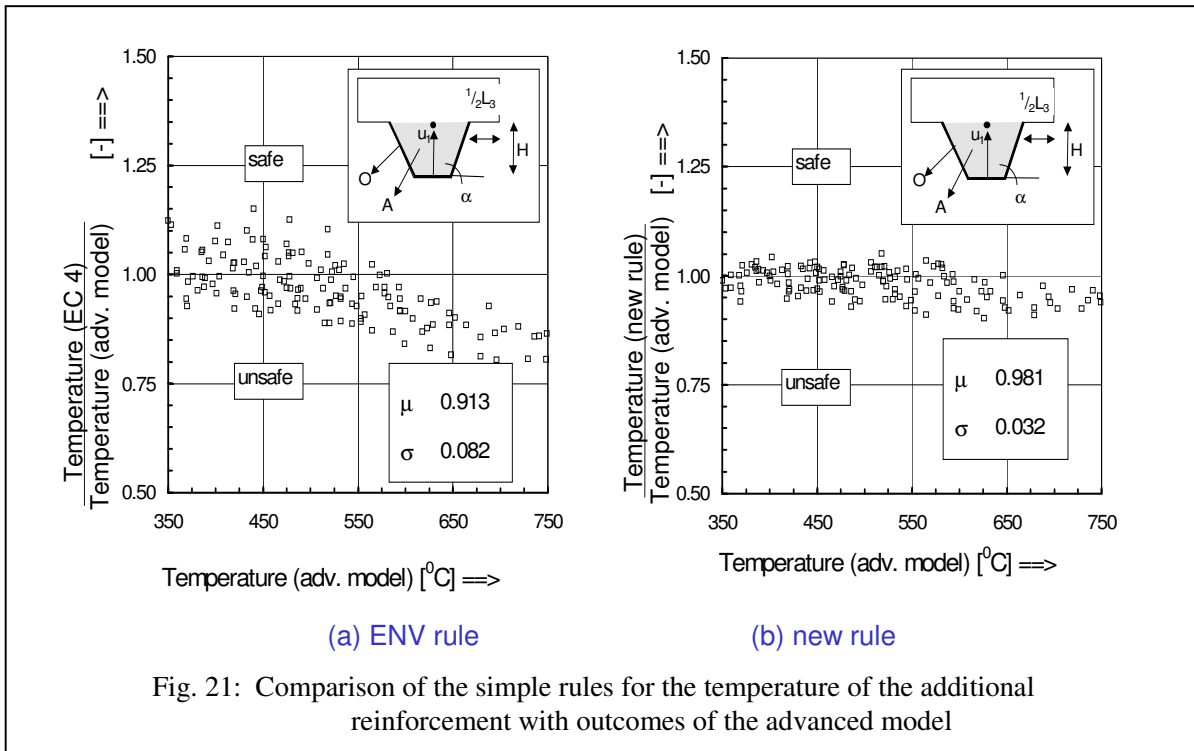 Temperature (EC 4)
Temperature (adv. model)
[-] ==>
1.50
1.25
1.00
0.75
0.50
safe
unsafe
½L₃
u₁
H
O
A
α
μ 0.913
σ 0.082
350 450 550 650 750
Temperature (adv. model) [⁰C] ==>
(a) ENV rule
Temperature (new rule)
Temperature (adv. model)
[-] ==>
1.50
1.25
1.00
0.75
0.50
safe
unsafe
½L₃
u₁
H
O
A
α
μ 0.981
σ 0.032
350 450 550 650 750
Temperature (adv. model) [⁰C] ==>
(b) new rule
Fig. 21: Comparison of the simple rules for the temperature of the additional
reinforcement with outcomes of the advanced model